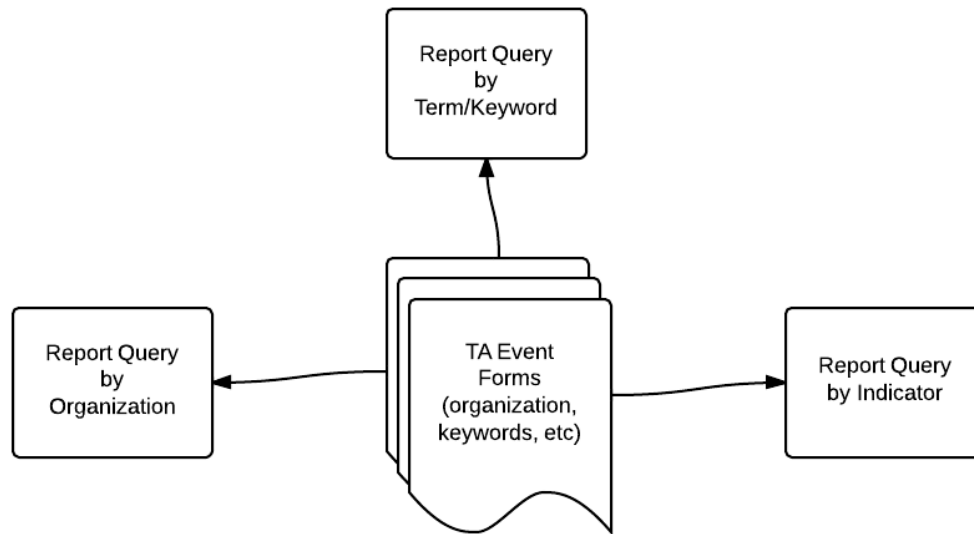 Report Query
by
Term/Keyword
Report Query
by
Organization
TA Event
Forms
(organization,
keywords, etc)
Report Query
by Indicator